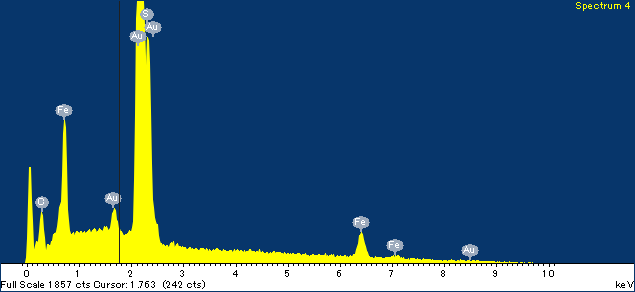 Spectrum 4
S
Au Au
Fe
C
Au
Fe
Fe
Au
0 1 2 3 4 5 6 7 8 9 10
Full Scale 1857 cts Cursor: 1.763 (242 cts) keV